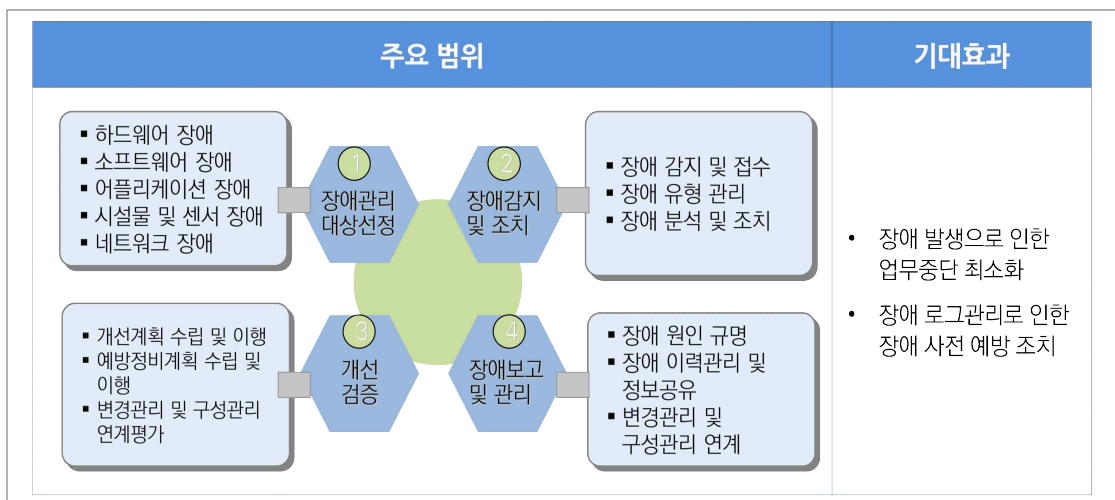 주요 범위
기대효과
▪ 하드웨어 장애
▪ 소프트웨어 장애
▪ 어플리케이션 장애
▪ 시설물 및 센서 장애
▪ 네트워크 장애
1
장애관리
대상선정
2
장애감지
및 조치
▪ 장애 감지 및 접수
▪ 장애 유형 관리
▪ 장애 분석 및 조치
▪ 개선계획 수립 및 이행
▪ 예방정비계획 수립 및
이행
▪ 변경관리 및 구성관리
연계평가
3
개선
검증
4
장애보고
및 관리
▪ 장애 원인 규명
▪ 장애 이력관리 및
정보공유
▪ 변경관리 및
구성관리 연계
• 장애 발생으로 인한
업무중단 최소화
• 장애 로그관리로 인한
장애 사전 예방 조치